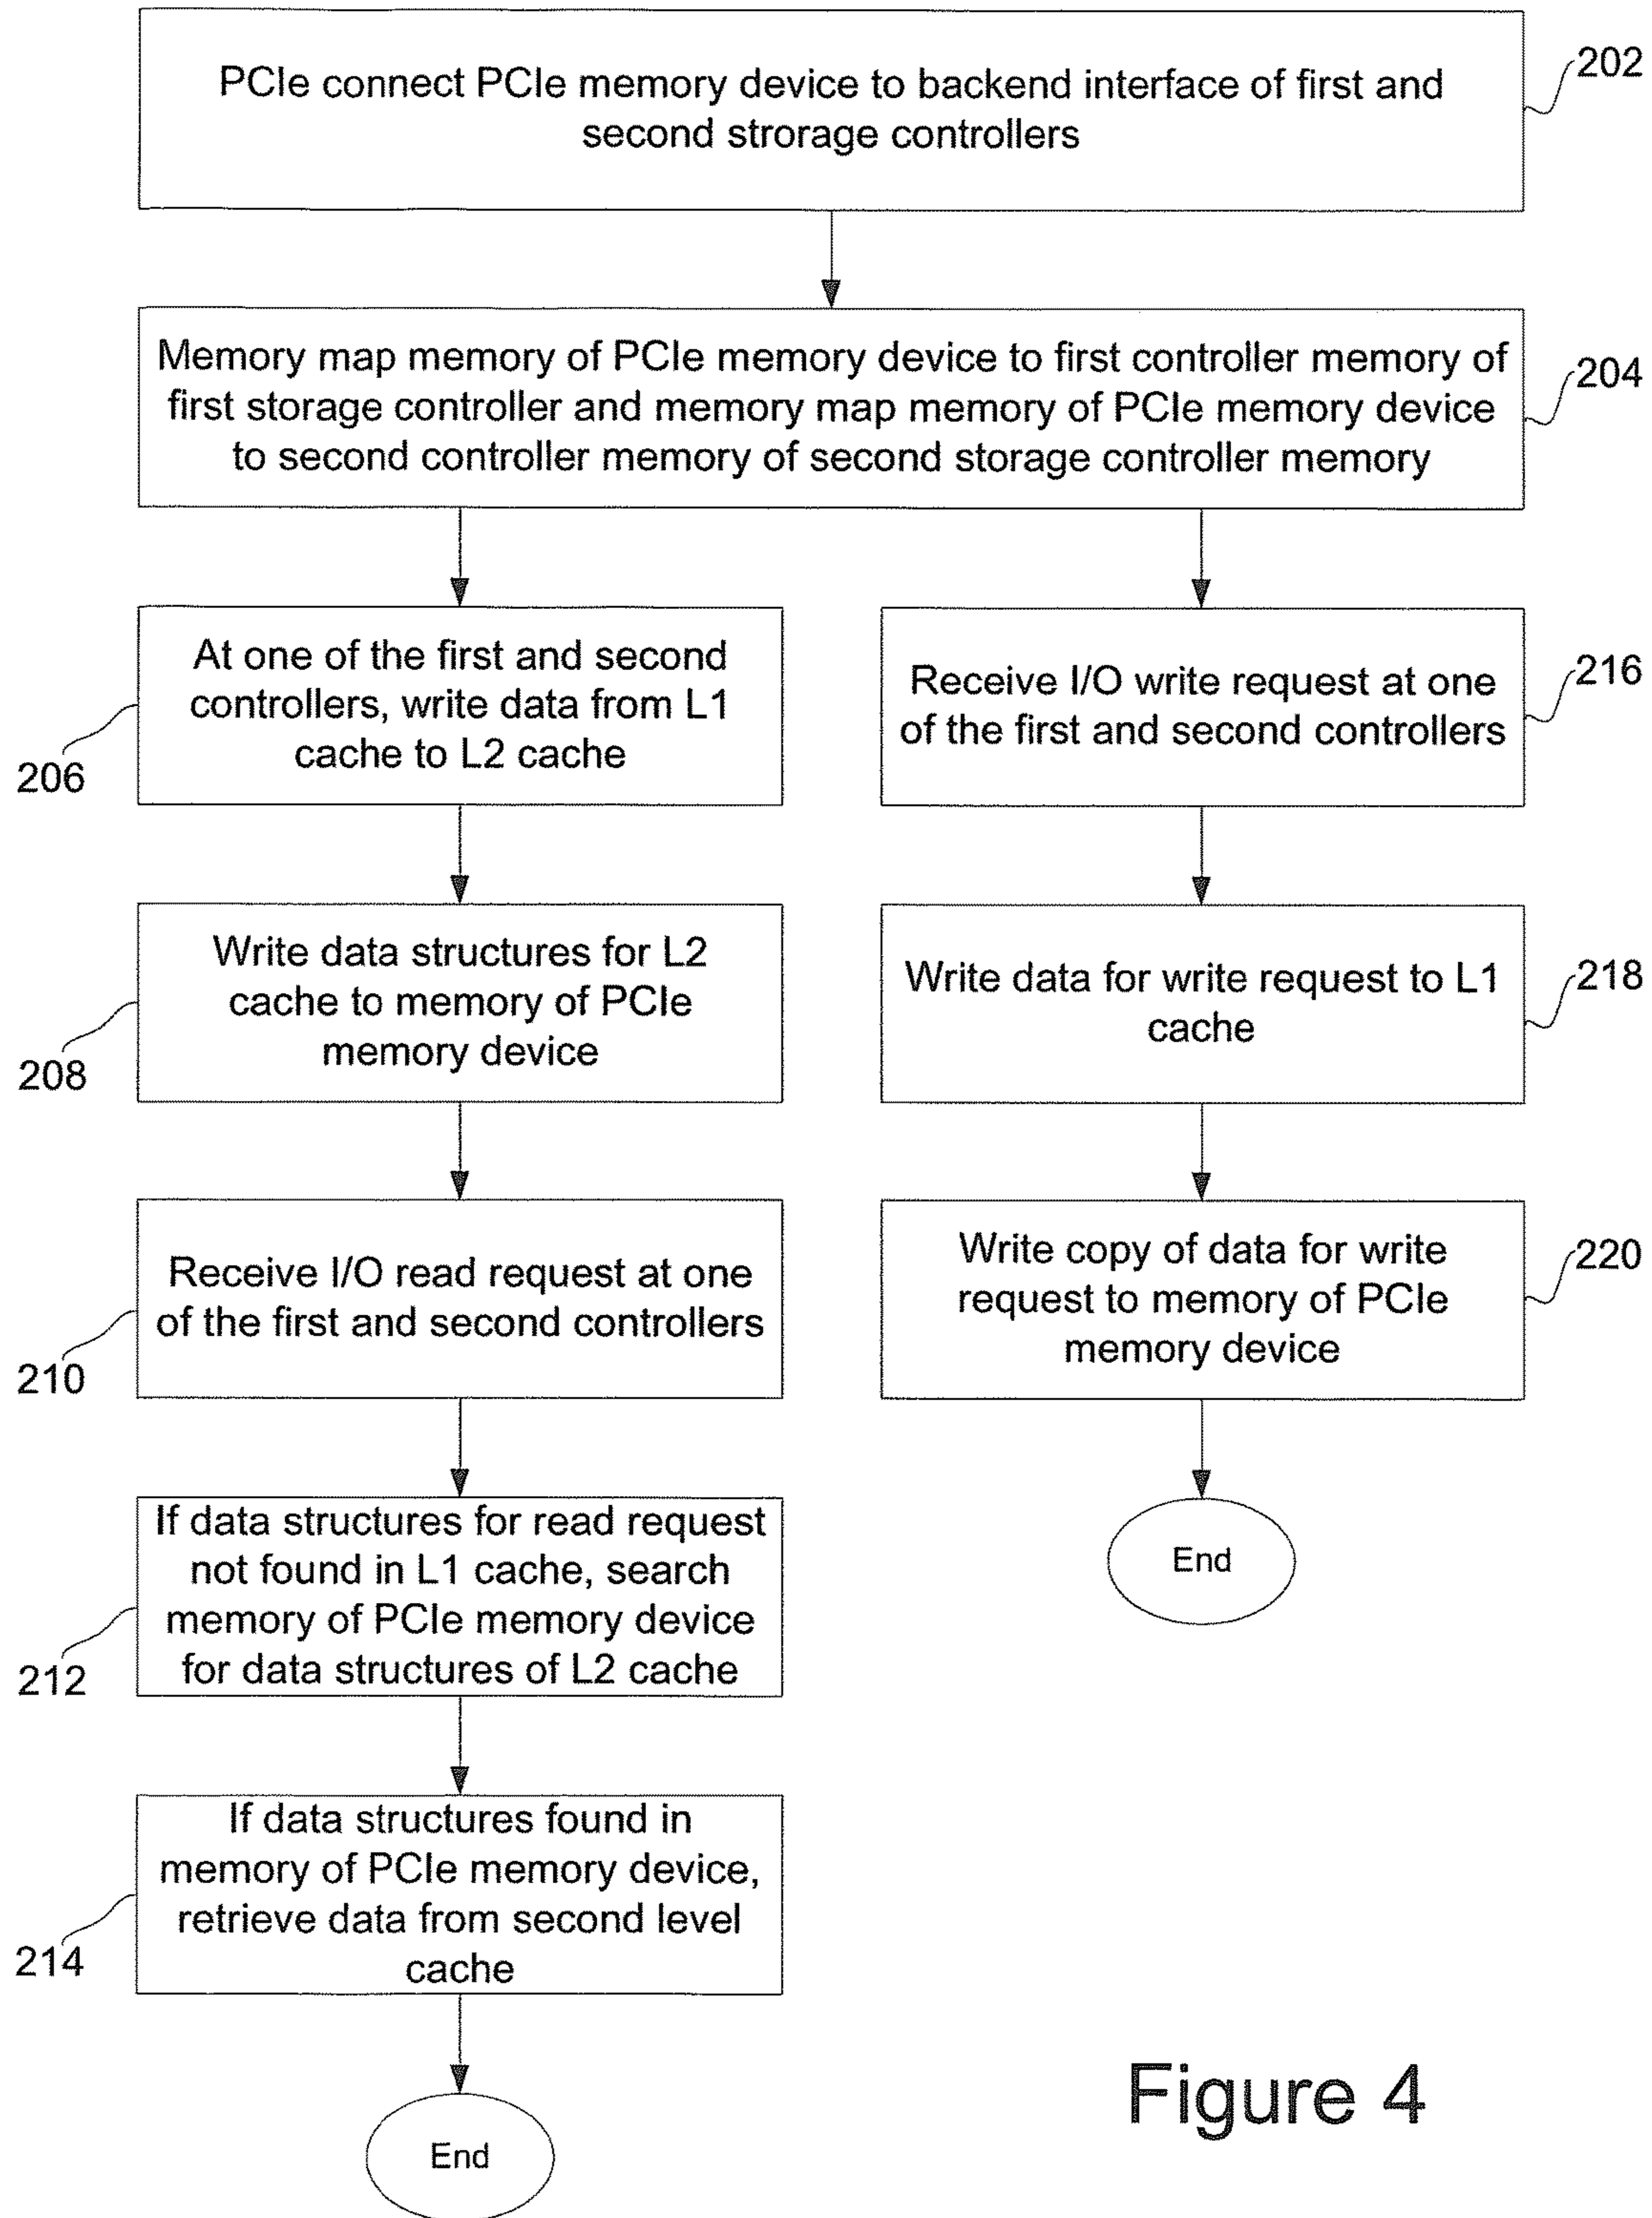 PCIe connect PCIe memory device to backend interface of first and
second strorage controllers
202
Memory map memory of PCIe memory device to first controller memory of
first storage controller and memory map memory of PCIe memory device
to second controller memory of second storage controller memory
204
At one of the first and second
controllers, write data from L1
cache to L2 cache
206
Write data structures for L2
cache to memory of PCIe
memory device
208
Receive I/O read request at one
of the first and second controllers
210
If data structures for read request
not found in L1 cache, search
memory of PCIe memory device
for data structures of L2 cache
212
If data structures found in
memory of PCIe memory device,
retrieve data from second level
cache
214
End
Receive I/O write request at one
of the first and second controllers
216
Write data for write request to L1
cache
218
Write copy of data for write
request to memory of PCIe
memory device
220
End
Figure 4